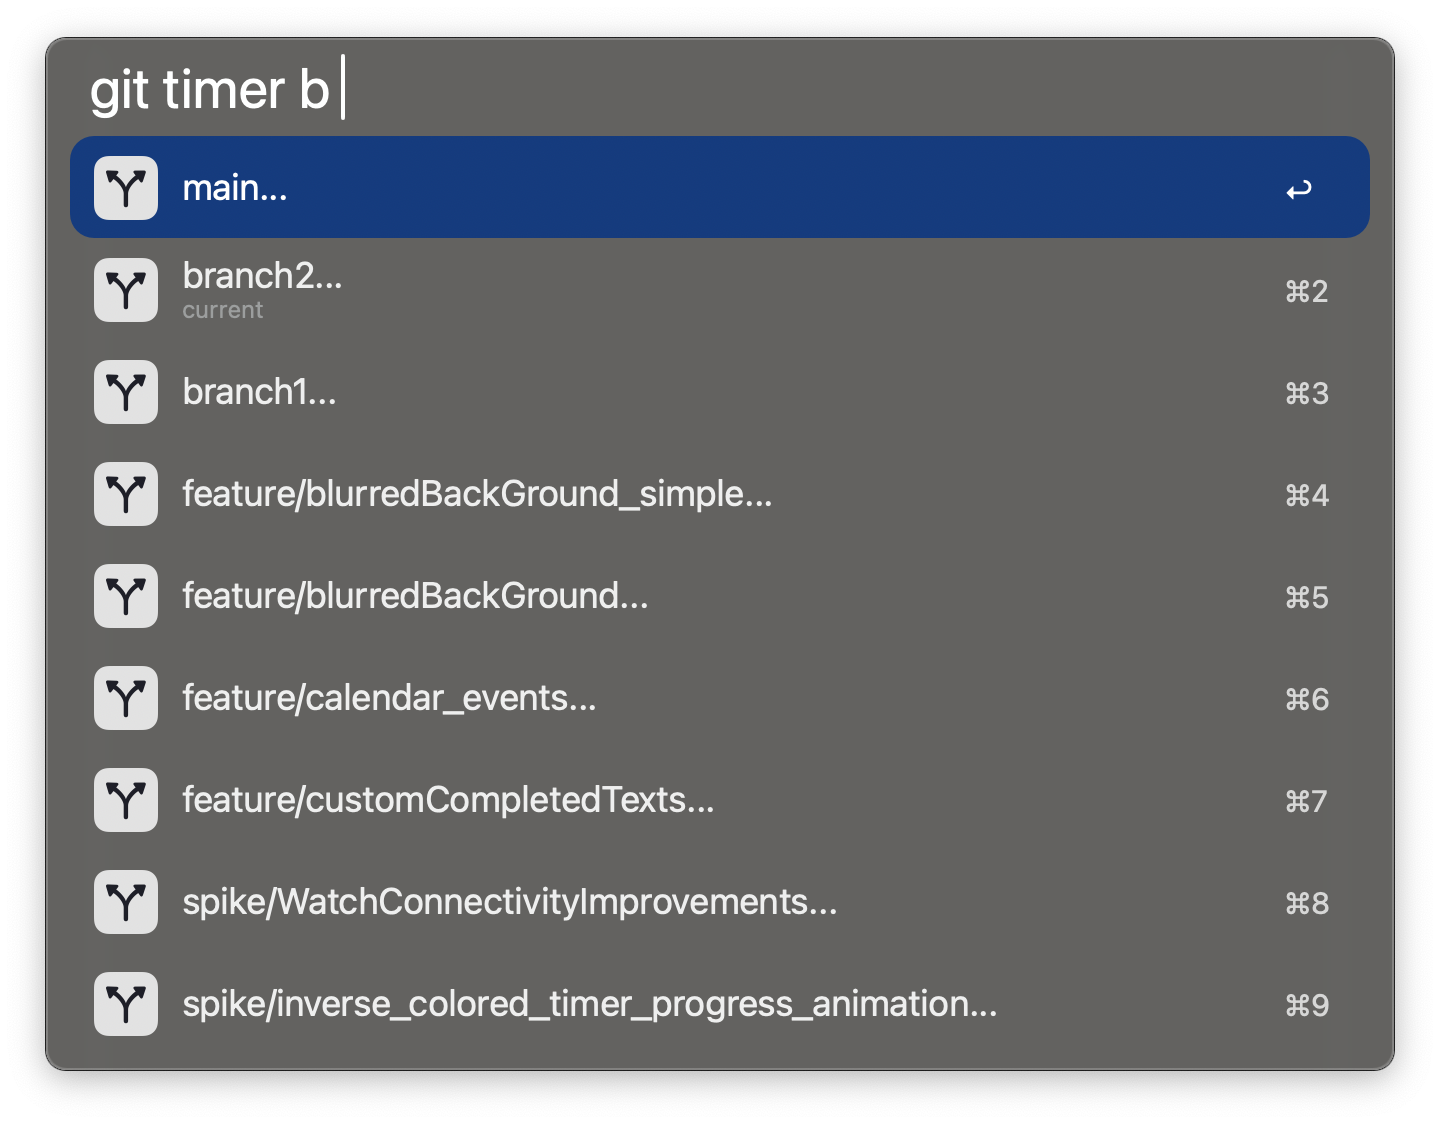 git timer b
main...
↩
branch2...
current
⌘2
branch1...
⌘3
feature/blurredBackGround_simple...
⌘4
feature/blurredBackGround...
⌘5
feature/calendar_events...
⌘6
feature/customCompletedTexts...
⌘7
spike/WatchConnectivityImprovements...
⌘8
spike/inverse_colored_timer_progress_animation...
⌘9